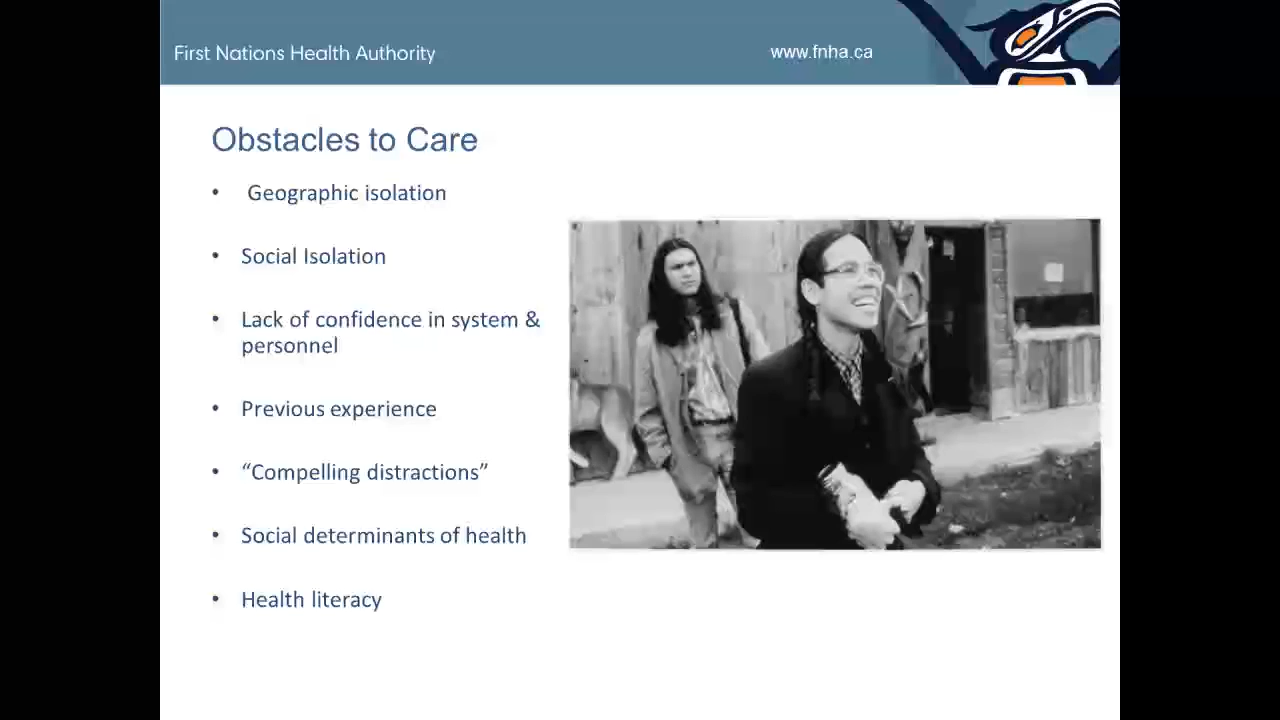 First Nations Health Authority
www.fnha.ca
Obstacles to Care
• Geographic isolation
• Social Isolation
• Lack of confidence in system &
personnel
• Previous experience
• “Compelling distractions”
• Social determinants of health
• Health literacy